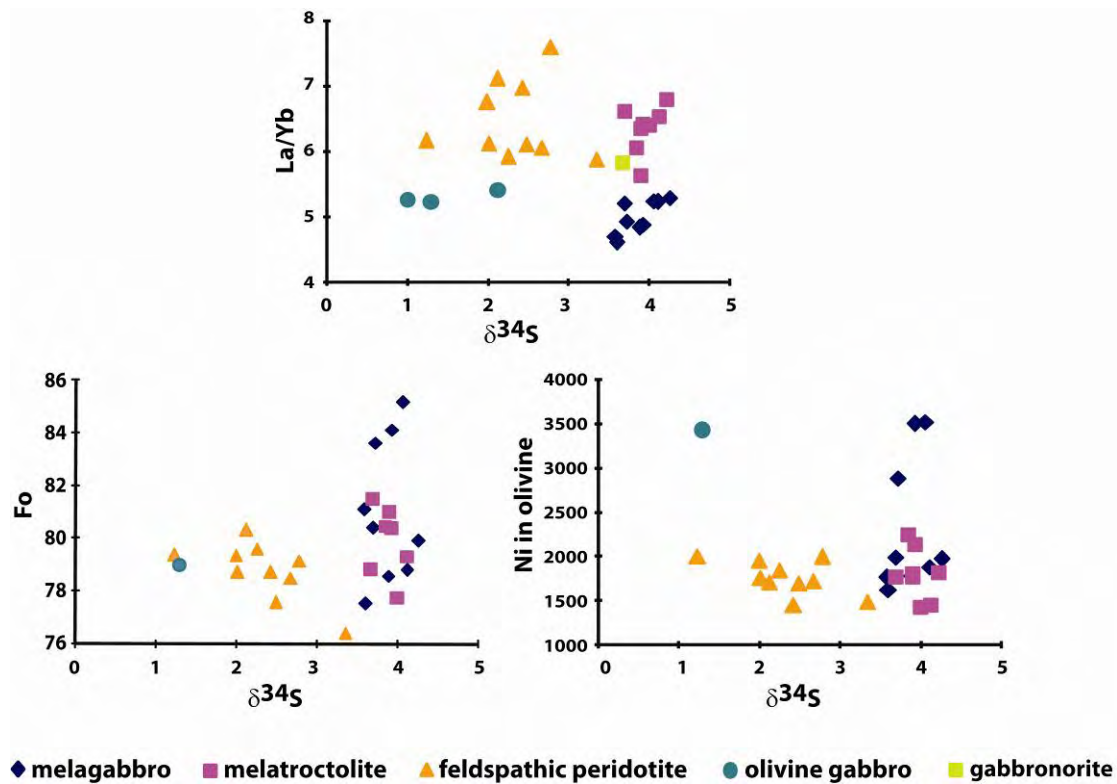 8
7
6
5
4
La/Yb
0 1 2 3 4 5
δ34S
86
84
82
80
78
76
Fo
0 1 2 3 4 5
δ34S
4000
3500
3000
2500
2000
1500
1000
Ni in olivine
0 1 2 3 4 5
δ34S
melagabbro melatroctolite feldspathic peridotite olivine gabbro gabbronorite